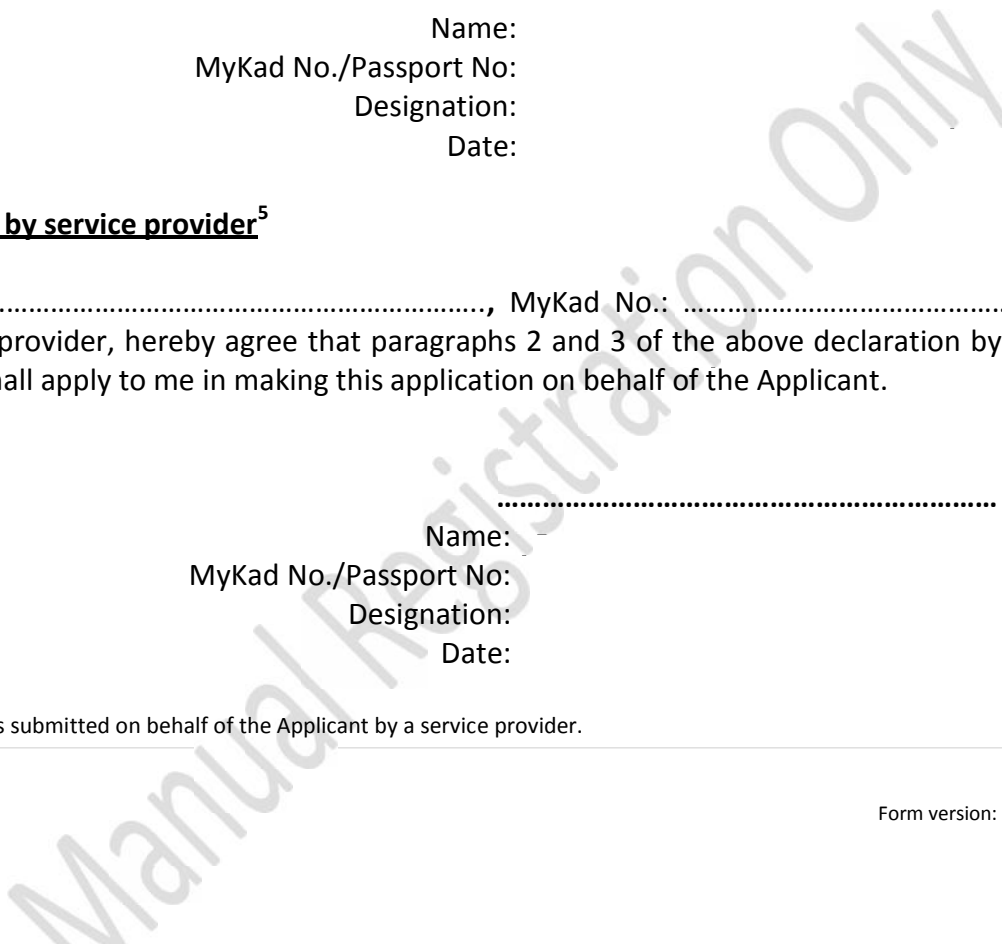 Name:
MyKad No./Passport No:
Designation:
Date:
by service provider5
……………………………………………………………, MyKad No.: ……………………………………
provider, hereby agree that paragraphs 2 and 3 of the above declaration by
all apply to me in making this application on behalf of the Applicant.
……………………………………………………………
Name:
MyKad No./Passport No:
Designation:
Date:
s submitted on behalf of the Applicant by a service provider.
Form version:
Manual Registration Only